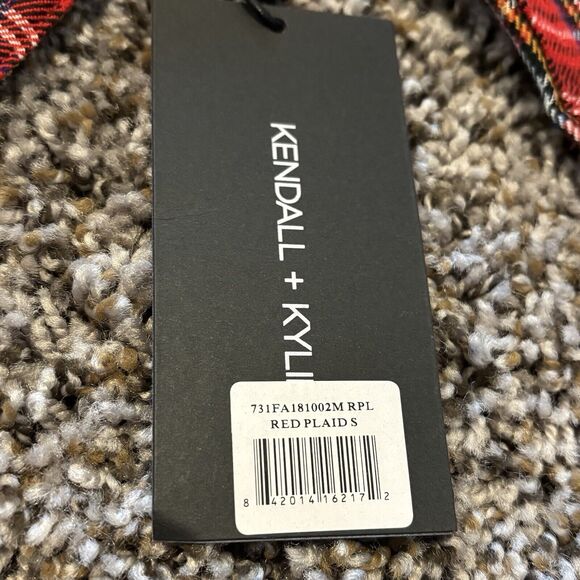 KENDALL + KYLI
731FA181002M RPL
RED PLAID S
8 42014 16217 2